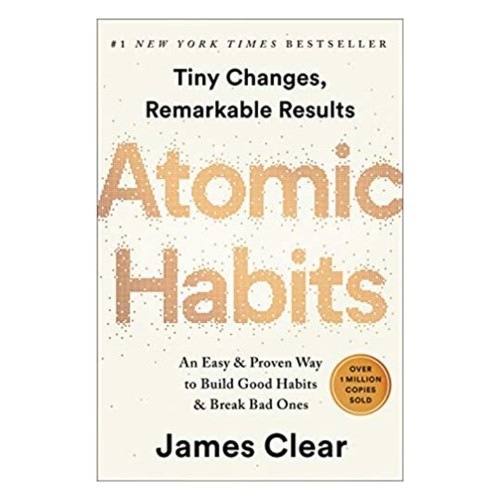 #1 NEW YORK TIMES BESTSELLER
Tiny Changes,
Remarkable Results
Atomic
Habits
An Easy & Proven Way
to Build Good Habits
& Break Bad Ones
OVER
1 MILLION
COPIES
SOLD
James Clear